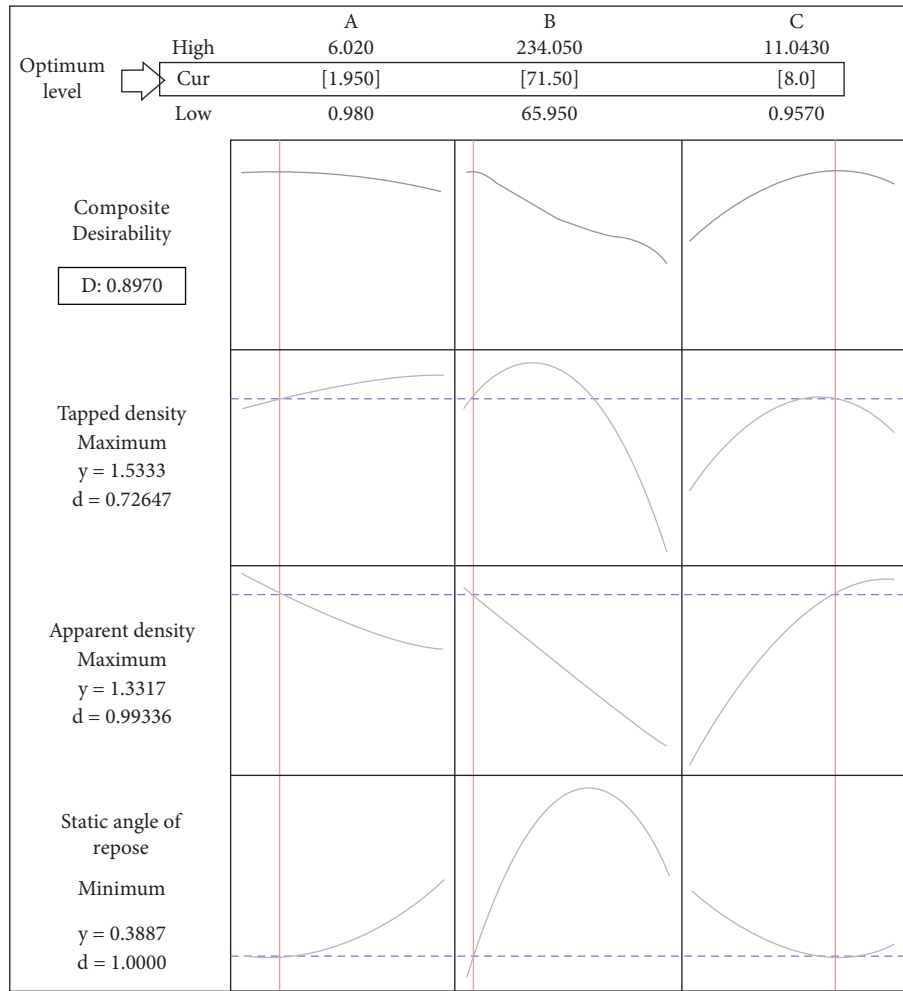 A B C
High 6.020 234.050 11.0430
Optimum
level
Cur [1.950] [71.50] [8.0]
Low 0.980 65.950 0.9570
Composite
Desirability
D: 0.8970
Tapped density
Maximum
y = 1.5333
d = 0.72647
Apparent density
Maximum
y = 1.3317
d = 0.99336
Static angle of
repose
Minimum
y = 0.3887
d = 1.0000